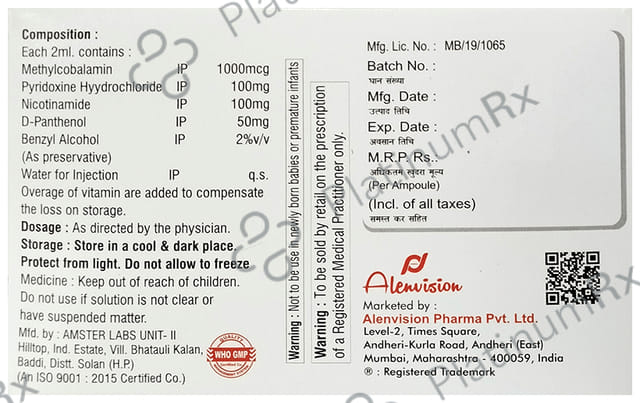 Composition :
Each 2ml. contains :
Methylcobalamin IP 1000mcg
Pyridoxine Hyydrochloride IP 100mg
Nicotinamide IP 100mg
D-Panthenol IP 50mg
Benzyl Alcohol IP 2%v/v
(As preservative)
Water for Injection IP q.s.
Overage of vitamin are added to compensate
the loss on storage.
Dosage : As directed by the physician.
Storage : Store in a cool & dark place.
Protect from light. Do not allow to freeze.
Medicine : Keep out of reach of children.
Do not use if solution is not clear or
have suspended matter.
Mfd. by : AMSTER LABS UNIT- II
Hilltop, Ind. Estate, Vill. Bhatauli Kalan,
Baddi, Distt. Solan (H.P.)
(An ISO 9001 : 2015 Certified Co.)
QUALITY
WHO GMP
Warning : Not to be use in newly born babies or premature infants
Warning : To be sold by retail on the prescription
of a Registered Medical Practitioner only.
Mfg. Lic. No. : MB/19/1065
Batch No. :
घान संख्या
Mfg. Date :
उत्पाद तिथि
Exp. Date :
अवसान तिथि
M.R.P. Rs. :
अधिकतम खुदरा मूल्य
(Per Ampoule)
(Incl. of all taxes)
समस्त कर सहित
Alenvision
Marketed by :
Alenvision Pharma Pvt. Ltd.
Level-2, Times Square,
Andheri-Kurla Road, Andheri (East)
Mumbai, Maharashtra - 400059, India
® : Registered Trademark
PlatinumRx
PlatinumRx
PlatinumRx